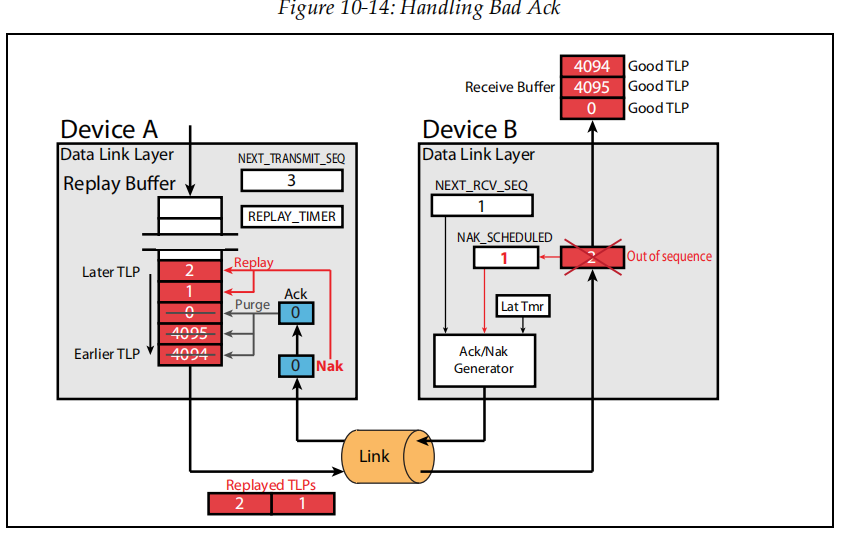 Figure 10-14: Handling Bad Ack
4094 Good TLP
Receive Buffer 4095 Good TLP
0 Good TLP
Device A
Data Link Layer
NEXT_TRANSMIT_SEQ
Replay Buffer
3
REPLAY_TIMER
Later TLP
2
Replay
1
Ack
0
Purge
0
4095
Earlier TLP
4094
0
Nak
Device B
Data Link Layer
NEXT_RCV_SEQ
1
NAK_SCHEDULED
1
2
Out of sequence
Lat Tmr
Ack/Nak
Generator
Link
Replayed TLPs
2 1